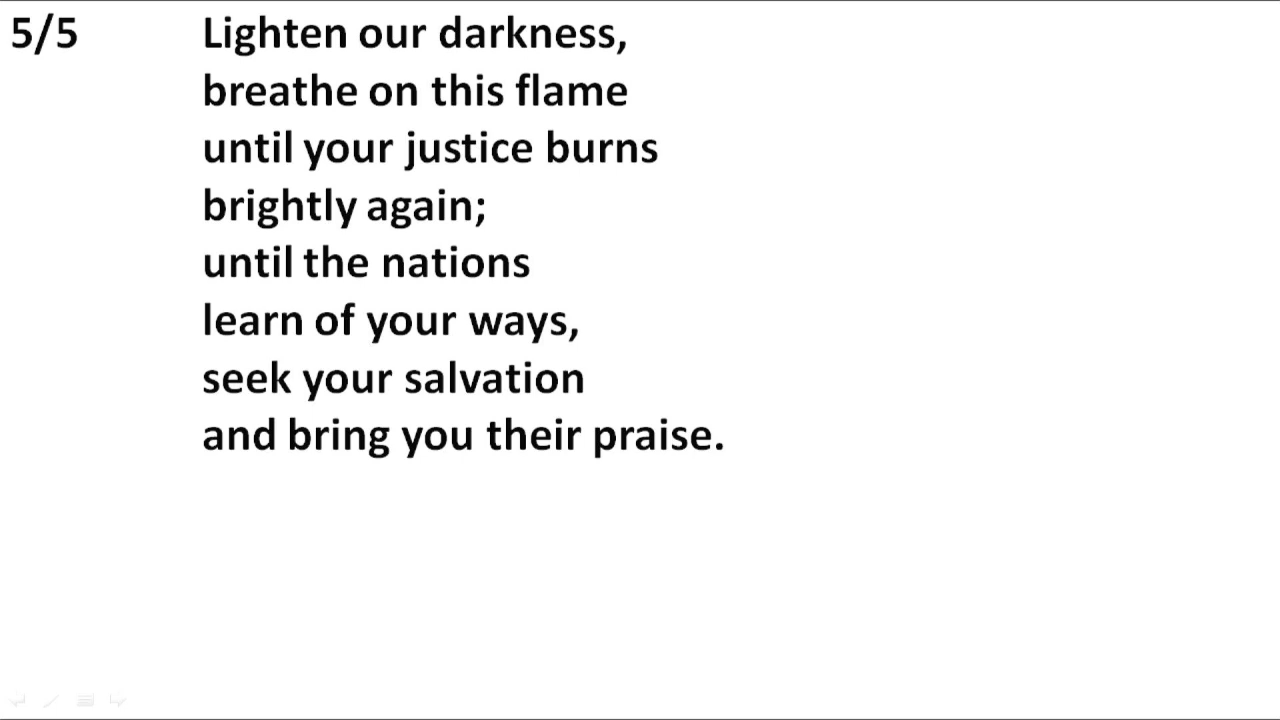 5/5 Lighten our darkness,
breathe on this flame
until your justice burns
brightly again;
until the nations
learn of your ways,
seek your salvation
and bring you their praise.